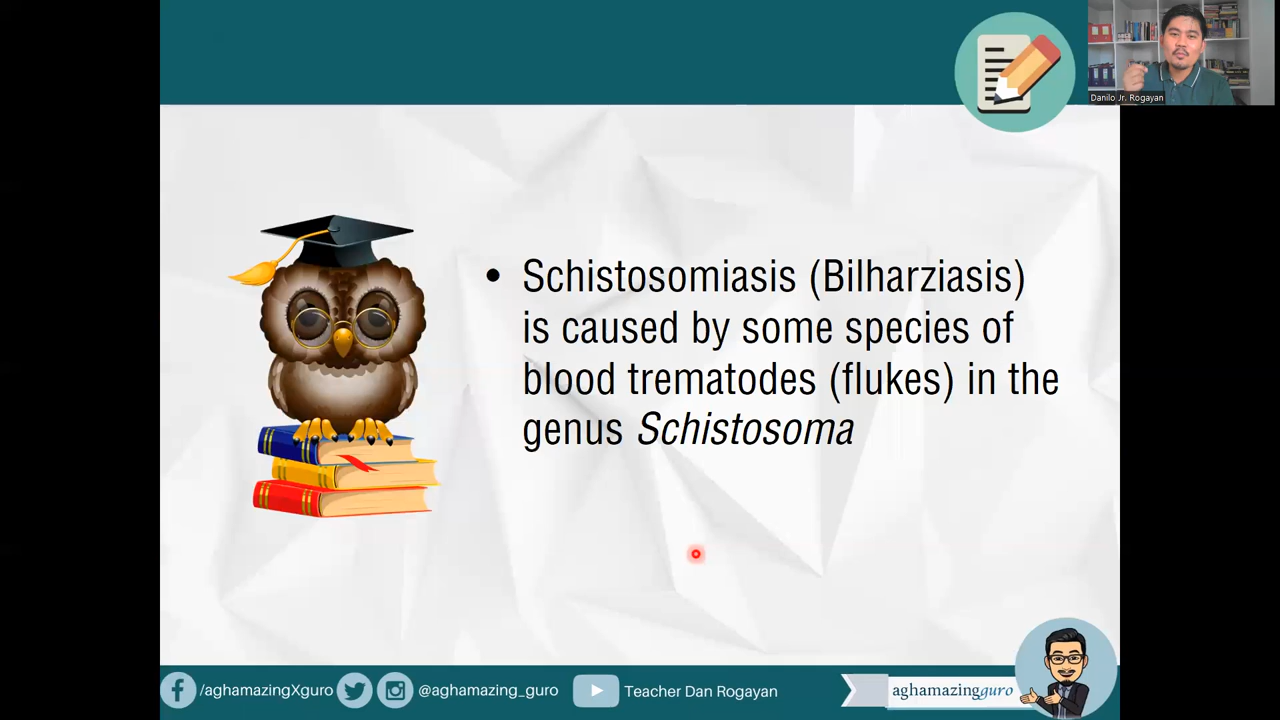 Danilo Jr. Rogayan
• Schistosomiasis (Bilharziasis)
is caused by some species of
blood trematodes (flukes) in the
genus Schistosoma
/aghamazingXguro @aghamazing_guro Teacher Dan Rogayan aghamazingguro